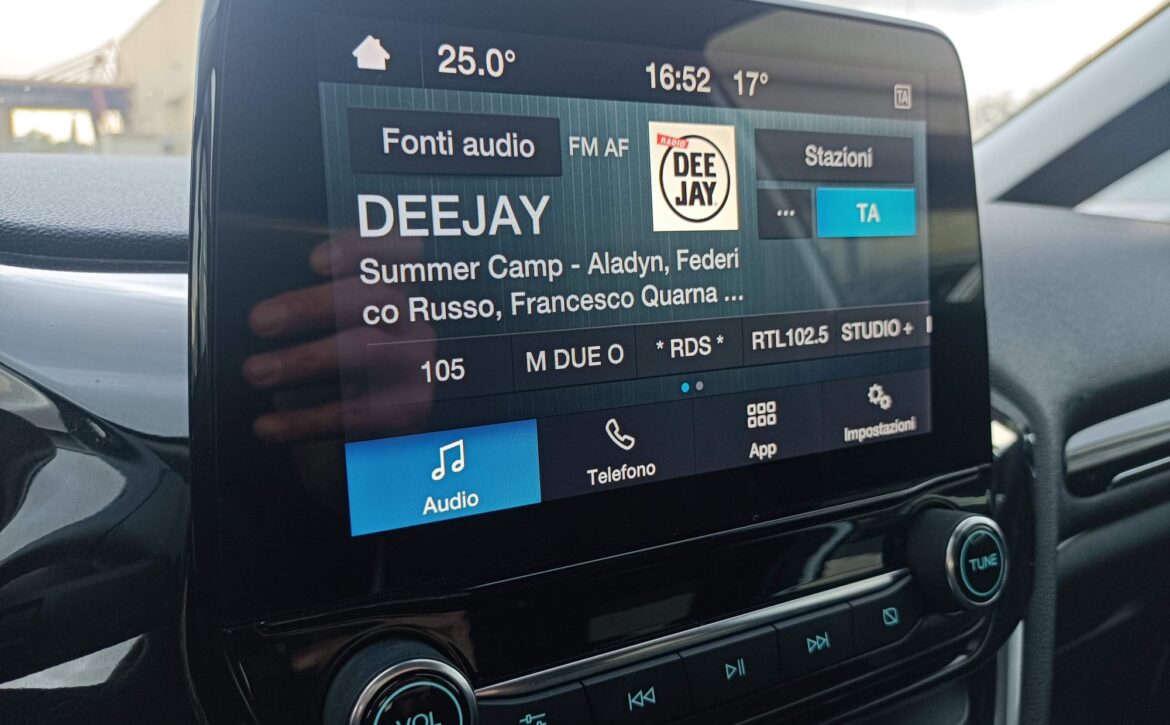 25.0°
16:52
17°
TA
Fonti audio
FM AF
RADIO
DEE
JAY
Stazioni
...
TA
DEEJAY
Summer Camp - Aladyn, Federi
co Russo, Francesco Quarna ...
105
M DUE O
* RDS *
RTL102.5
STUDIO +
Audio
Telefono
App
Impostazioni
TUNE
VOL